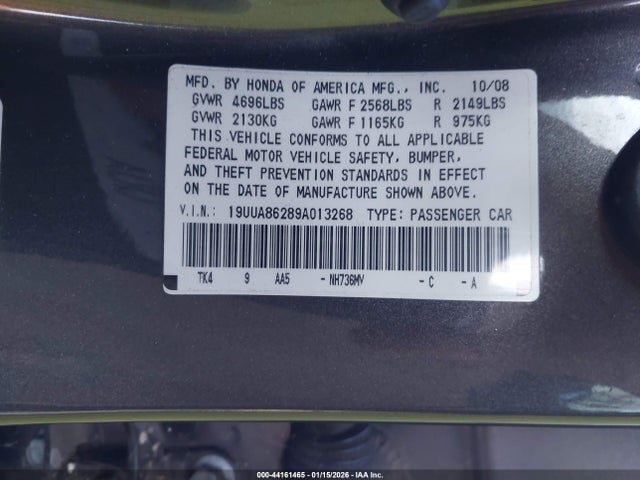 MFD. BY HONDA OF AMERICA MFG., INC. 10/08
GVWR 4696LBS GAWR F 2568LBS R 2149LBS
GVWR 2130KG GAWR F 1165KG R 975KG
THIS VEHICLE CONFORMS TO ALL APPLICABLE
FEDERAL MOTOR VEHICLE SAFETY, BUMPER,
AND THEFT PREVENTION STANDARDS IN EFFECT
ON THE DATE OF MANUFACTURE SHOWN ABOVE.
V.I.N.: 19UUA86289A013268 TYPE: PASSENGER CAR
TK4 9 AA5 -NH736MV -C -A
000-44161465 - 01/15/2026 - IAA Inc.